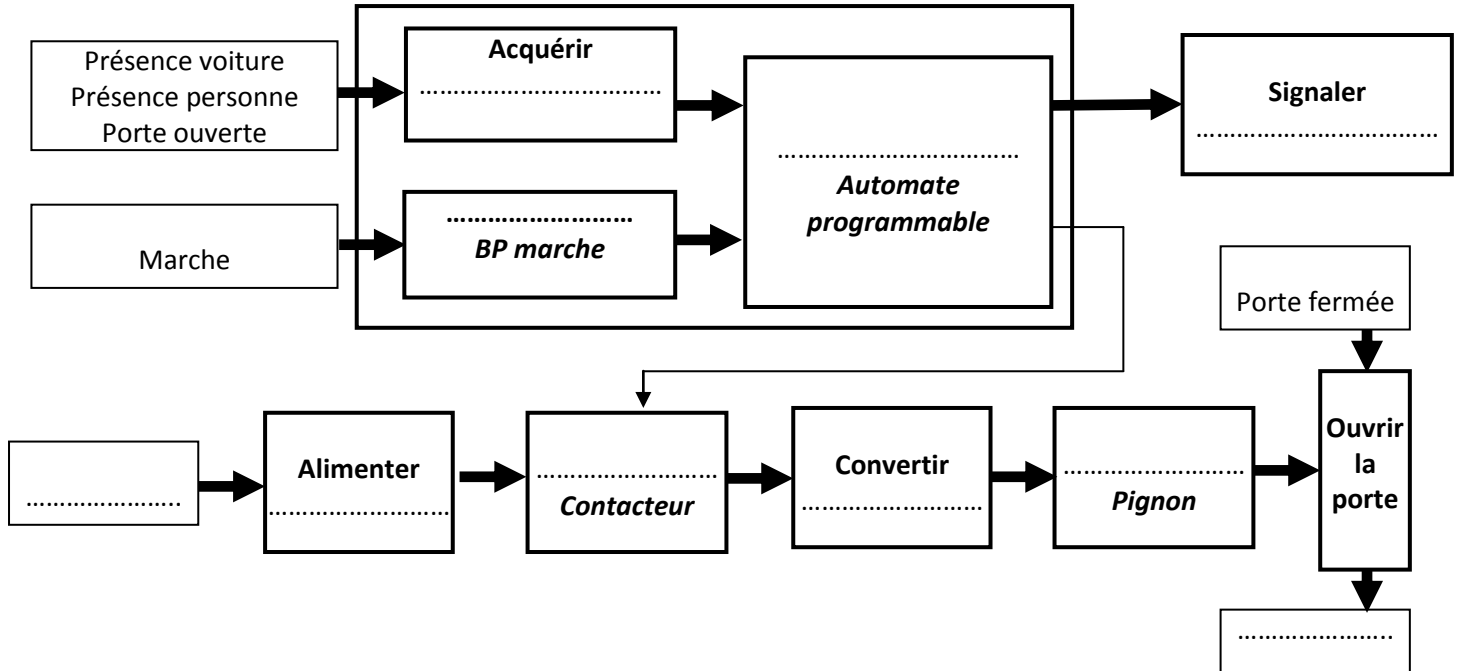 Présence voiture
Présence personne
Porte ouverte
Acquérir
………………………………
Signaler
………………………………
………………………………
Automate
programmable
Marche
………………………
BP marche
Porte fermée
………………….
Alimenter
………………………
………………………
Contacteur
Convertir
………………………
………………………
Pignon
Ouvrir
la
porte
…………………..